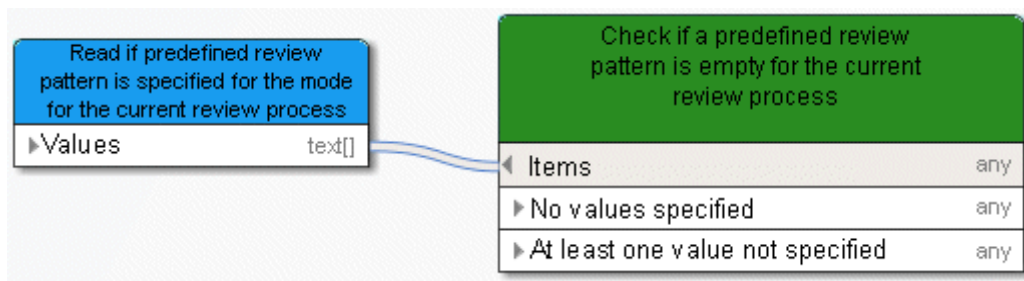 Read if predefined review
pattern is specified for the mode
for the current review process
Values text[]
Check if a predefined review
pattern is empty for the current
review process
Items any
No values specified any
At least one value not specified any